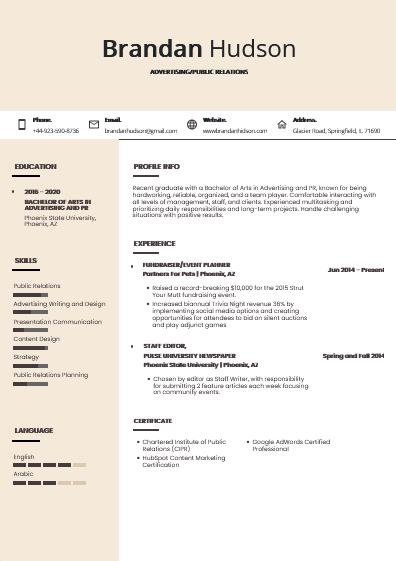 Brandan Hudson
ADVERTISING/PUBLIC RELATIONS
Phone.
+44-923-590-8736
Email.
brandanhudson@gmail.com
Website.
www.brandanhudson.com
Address.
Glacier Road, Springfield, IL 71690
EDUCATION
2016 – 2020
BACHELOR OF ARTS IN
ADVERTISING AND PR
Phoenix State University,
Phoenix, AZ
SKILLS
Public Relations
Advertising Writing and Design
Presentation Communication
Content Design
Strategy
Public Relations Planning
LANGUAGE
English
Arabic
PROFILE INFO
Recent graduate with a Bachelor of Arts in Advertising and PR, known for being
hardworking, reliable, organized, and a team player. Comfortable interacting with
all levels of management, staff, and clients. Experienced multitasking and
prioritizing daily responsibilities and long-term projects. Handle challenging
situations with positive results.
EXPERIENCE
FUNDRAISER/EVENT PLANNER
Partners For Pets | Phoenix, AZ
Jun 2014 – Present
Raised a record-breaking $10,000 for the 2015 Strut
Your Mutt fundraising event.
Increased biannual Trivia Night revenue 36% by
implementing social media options and creating
opportunities for attendees to bid on silent auctions
and play adjunct games
STAFF EDITOR,
PULSE UNIVERSITY NEWSPAPER
Phoenix State University | Phoenix, AZ
Spring and Fall 2014
Chosen by editor as Staff Writer, with responsibility
for submitting 2 feature articles each week focusing
on community events.
CERTIFICATE
Chartered Institute of Public
Relations (CIPR)
HubSpot Content Marketing
Certification
Google AdWords Certified
Professional